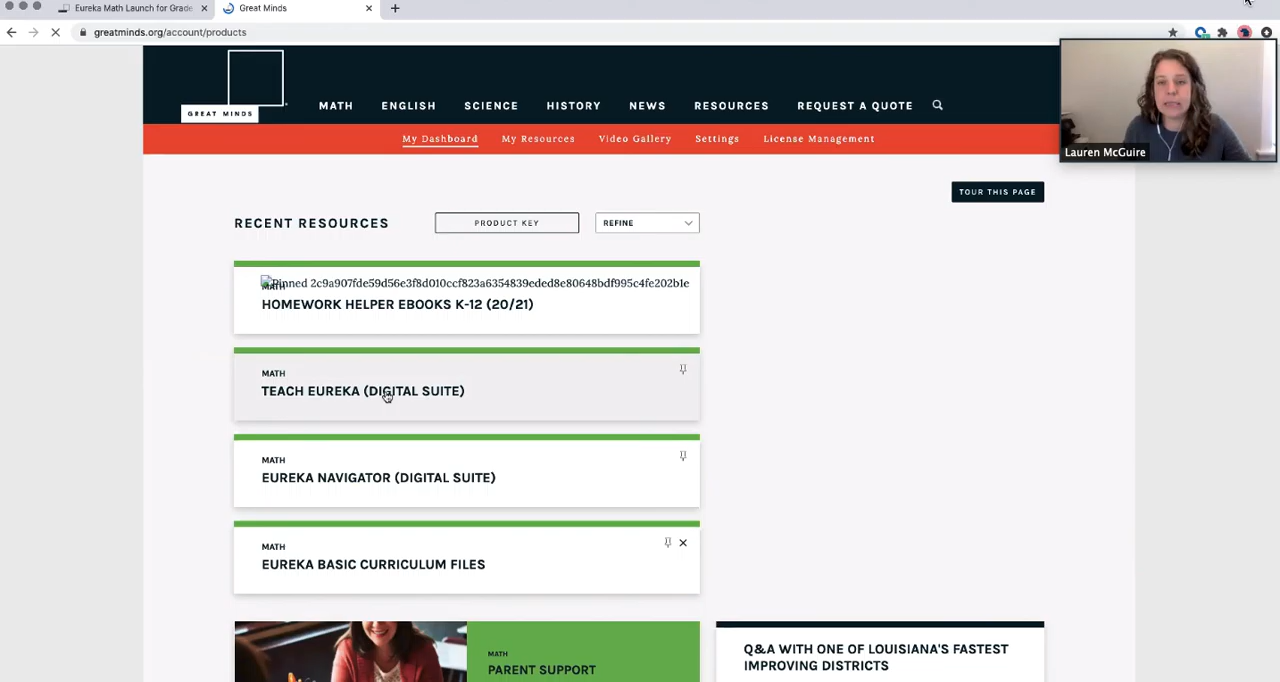 Eureka Math Launch for Grade
Great Minds
greatminds.org/account/products
GREAT MINDS
MATH ENGLISH SCIENCE HISTORY NEWS RESOURCES REQUEST A QUOTE
My Dashboard My Resources Video Gallery Settings License Management
Lauren McGuire
TOUR THIS PAGE
RECENT RESOURCES PRODUCT KEY REFINE
Pinned 2c9a907fde59d56e3f8d010ccf823a6354839eded8e80648bdf995c4fe202b1e
MATH
HOMEWORK HELPER EBOOKS K-12 (20/21)
MATH
TEACH EUREKA (DIGITAL SUITE)
MATH
EUREKA NAVIGATOR (DIGITAL SUITE)
MATH
EUREKA BASIC CURRICULUM FILES
MATH
PARENT SUPPORT
Q&A WITH ONE OF LOUISIANA'S FASTEST
IMPROVING DISTRICTS